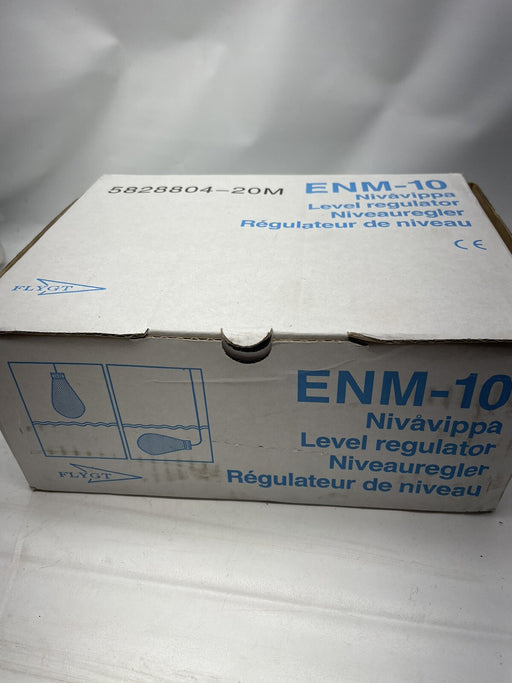 5828804-20M
ENM-10
Nivåvippa
Level regulator
Niveauregler
Régulateur de niveau
CE
FLYGT
ENM-10
Nivåvippa
Level regulator
Niveauregler
Régulateur de niveau
FLYGT